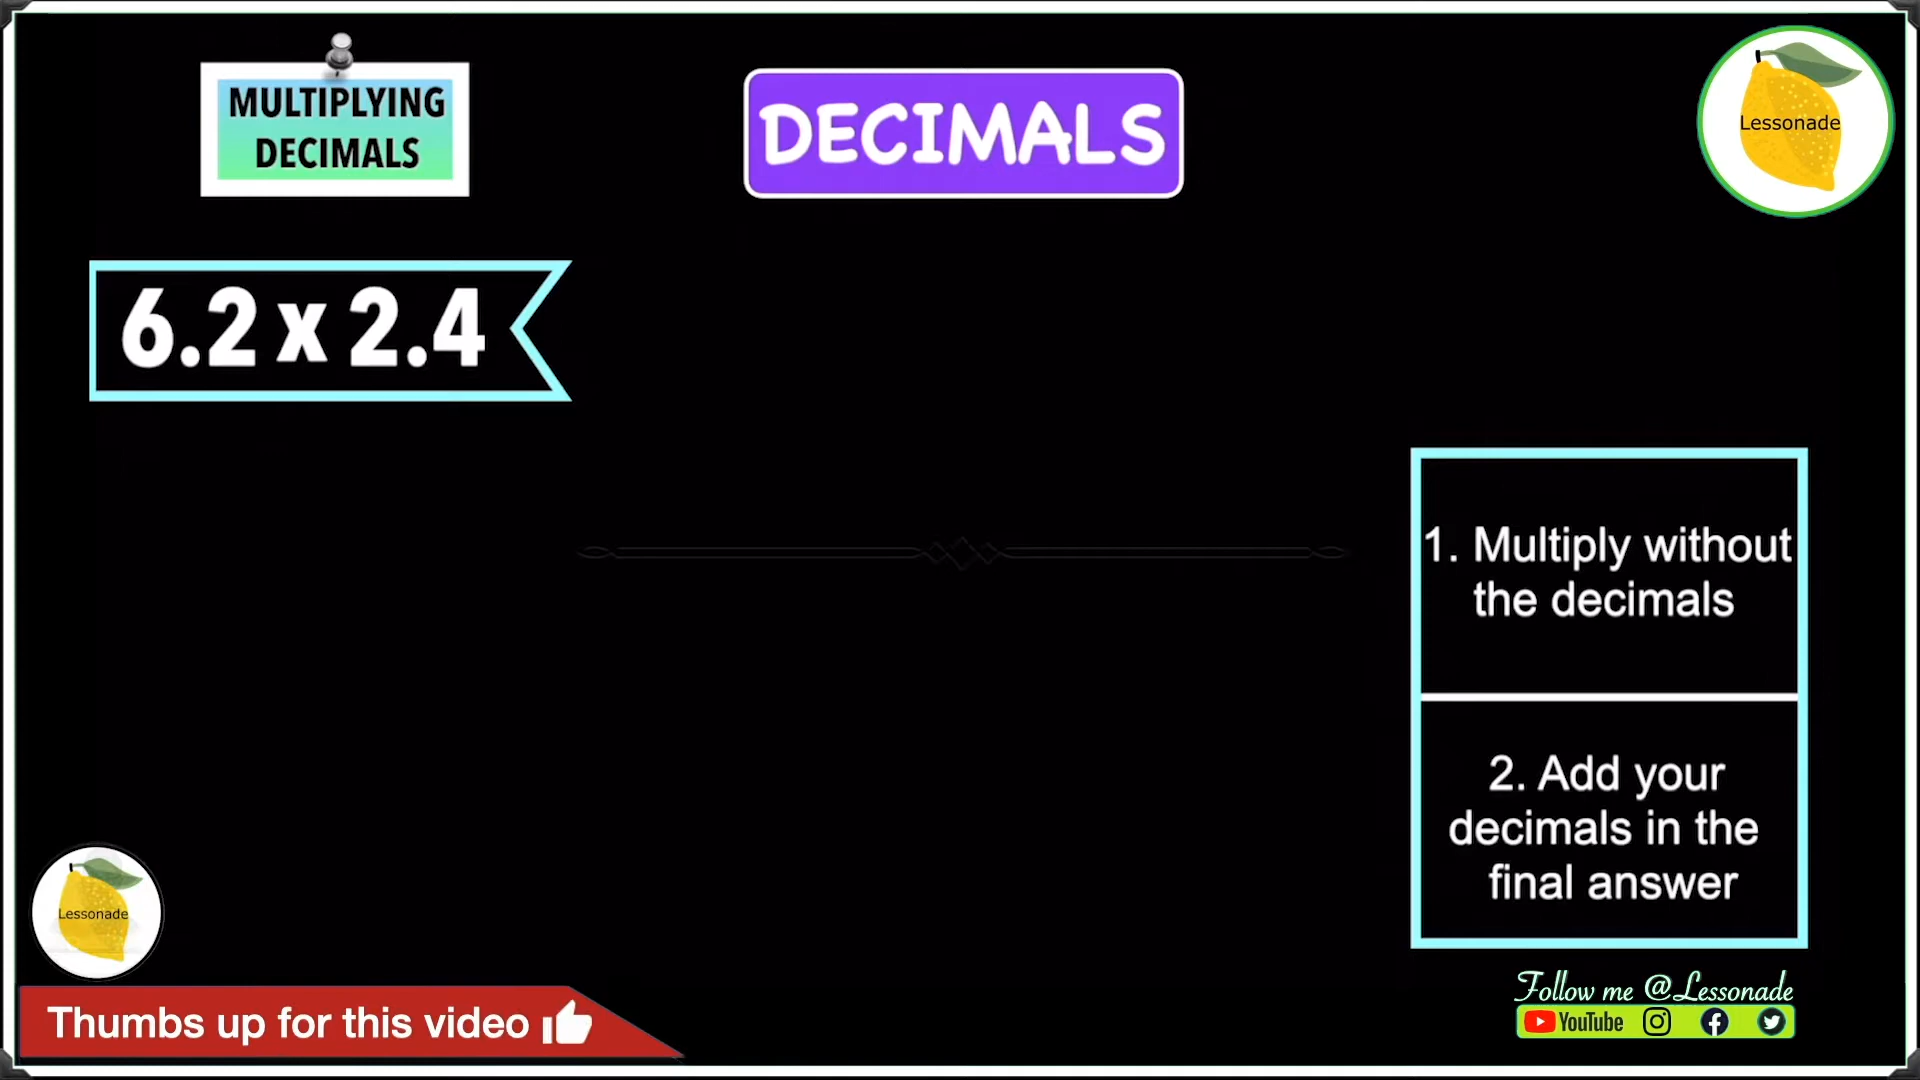 MULTIPLYING
DECIMALS
DECIMALS
Lessonade
6.2 x 2.4
1. Multiply without
the decimals
2. Add your
decimals in the
final answer
Lessonade
Thumbs up for this video
Follow me @Lessonade
YouTube